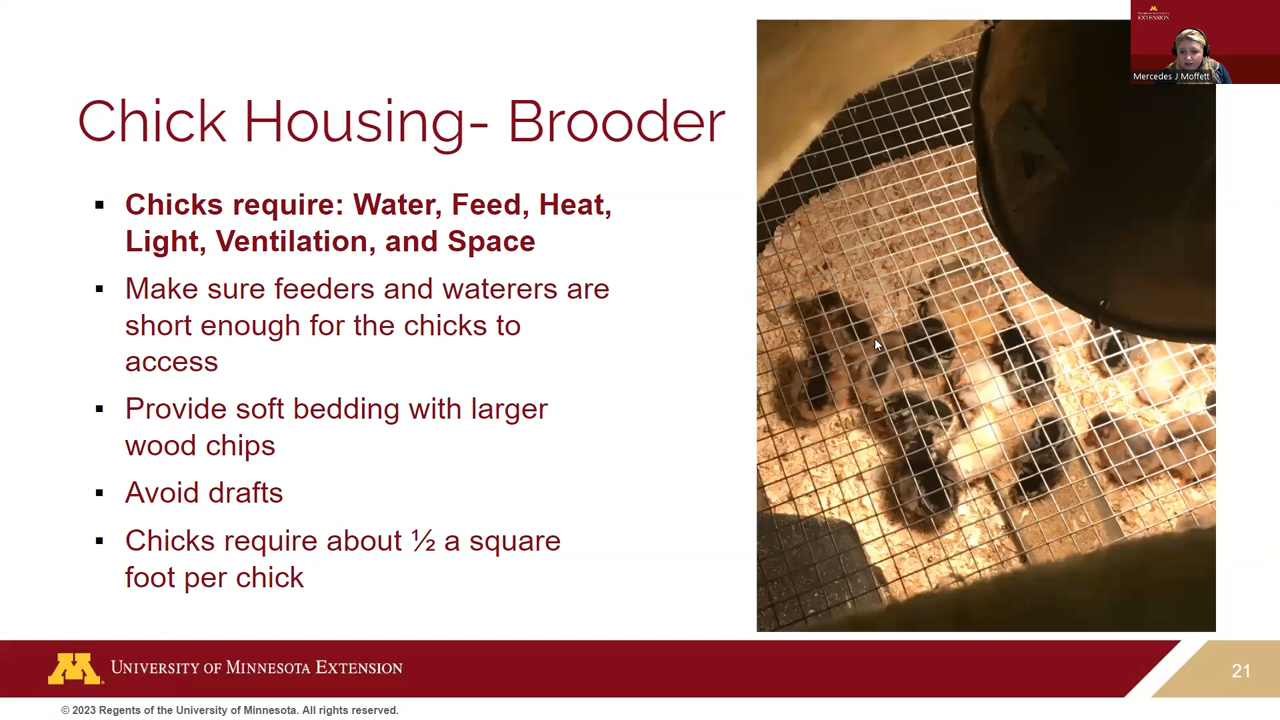 EXTENSION
Mercedes J Moffett
Chick Housing- Brooder
▪ Chicks require: Water, Feed, Heat,
Light, Ventilation, and Space
▪ Make sure feeders and waterers are
short enough for the chicks to
access
▪ Provide soft bedding with larger
wood chips
▪ Avoid drafts
▪ Chicks require about ½ a square
foot per chick
M UNIVERSITY OF MINNESOTA EXTENSION
21
© 2023 Regents of the University of Minnesota. All rights reserved.